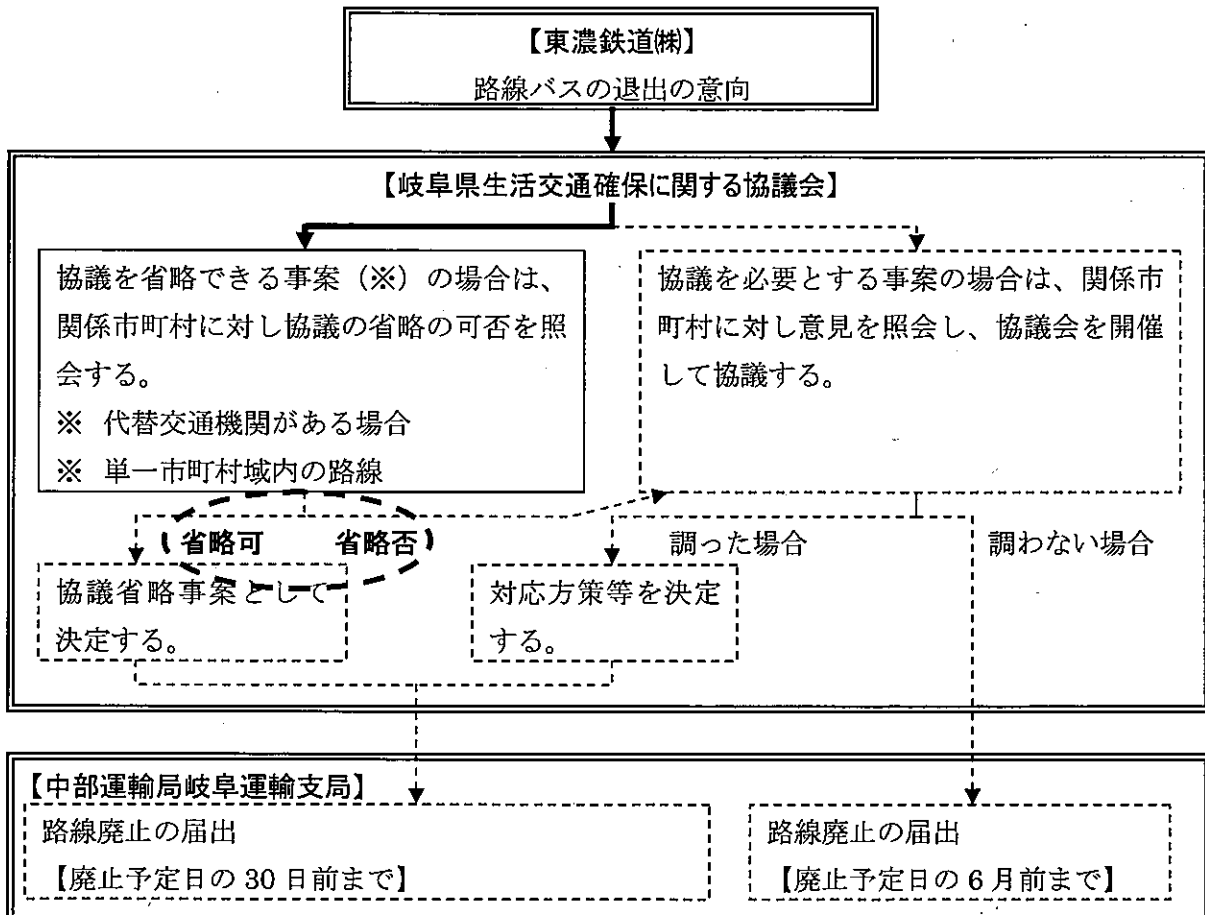 【東濃鉄道㈱】
路線バスの退出の意向
【岐阜県生活交通確保に関する協議会】
協議を省略できる事案（※）の場合は、
関係市町村に対し協議の省略の可否を照
会する。
※ 代替交通機関がある場合
※ 単一市町村域内の路線
協議を必要とする事案の場合は、関係市
町村に対し意見を照会し、協議会を開催
して協議する。
省略可 省略否
調った場合
調わない場合
協議省略事案として
決定する。
対応方策等を決定
する。
【中部運輸局岐阜運輸支局】
路線廃止の届出
【廃止予定日の 30 日前まで】
路線廃止の届出
【廃止予定日の 6 月前まで】